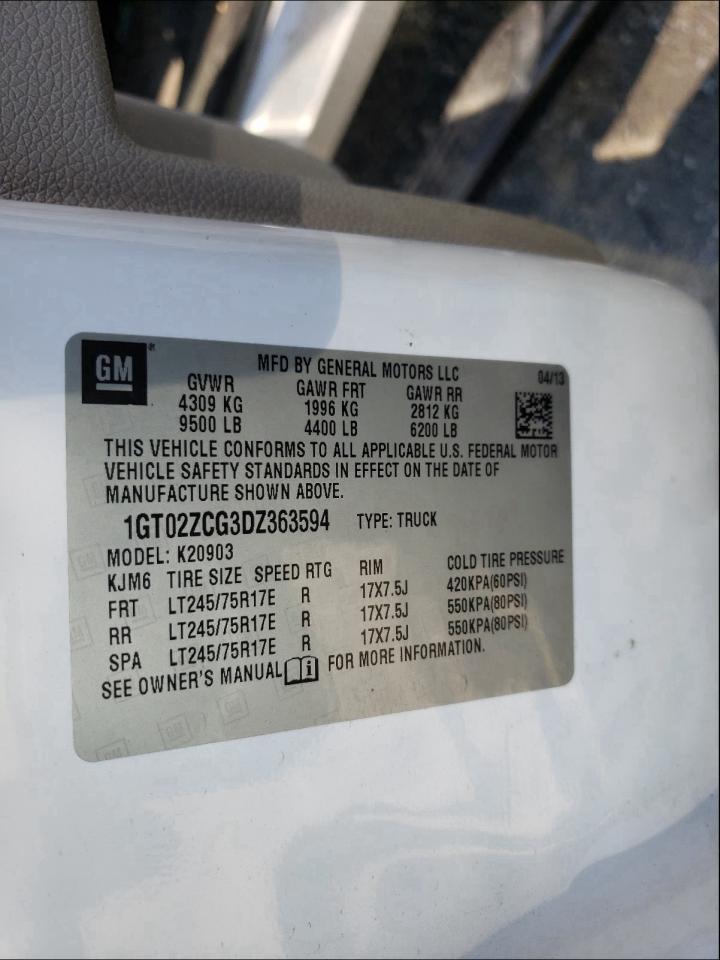 GM
MFD BY GENERAL MOTORS LLC 04/13
GVWR GAWR FRT GAWR RR
4309 KG 1996 KG 2812 KG
9500 LB 4400 LB 6200 LB
THIS VEHICLE CONFORMS TO ALL APPLICABLE U.S. FEDERAL MOTOR
VEHICLE SAFETY STANDARDS IN EFFECT ON THE DATE OF
MANUFACTURE SHOWN ABOVE.
1GT02ZCG3DZ363594 TYPE: TRUCK
MODEL: K20903
KJM6 TIRE SIZE SPEED RTG RIM COLD TIRE PRESSURE
FRT LT245/75R17E R 17X7.5J 420KPA(60PSI)
RR LT245/75R17E R 17X7.5J 550KPA(80PSI)
SPA LT245/75R17E R 17X7.5J 550KPA(80PSI)
SEE OWNER'S MANUAL i FOR MORE INFORMATION.